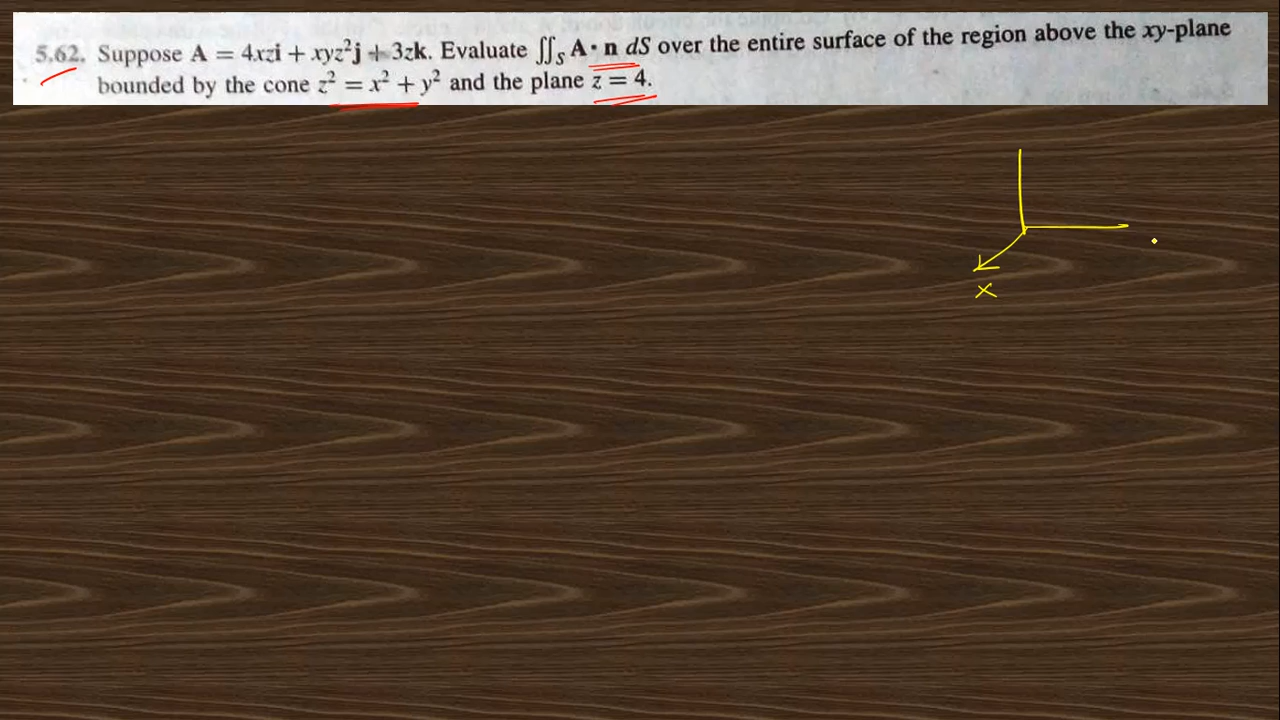 5.62. Suppose A = 4xzi + xyz²j + 3zk. Evaluate ∬ₛ A · n dS over the entire surface of the region above the xy-plane
bounded by the cone z² = x² + y² and the plane z = 4.
x